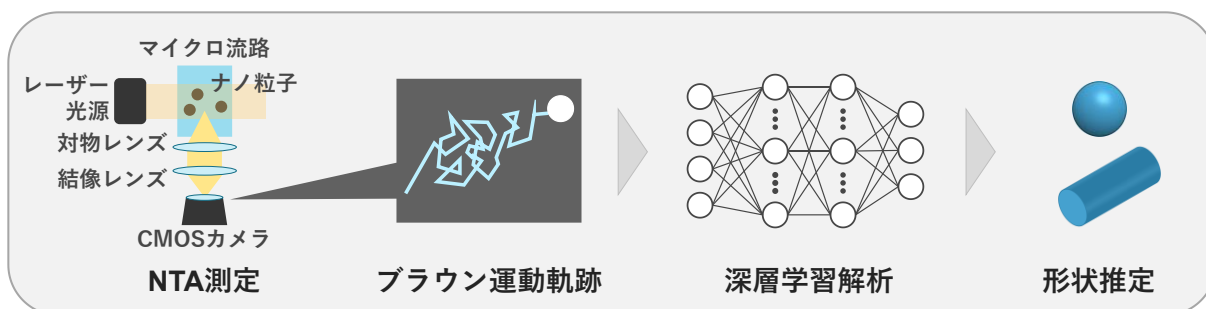 マイクロ流路
レーザー
光源
ナノ粒子
対物レンズ
結像レンズ
CMOSカメラ
NTA測定
ブラウン運動軌跡
深層学習解析
形状推定